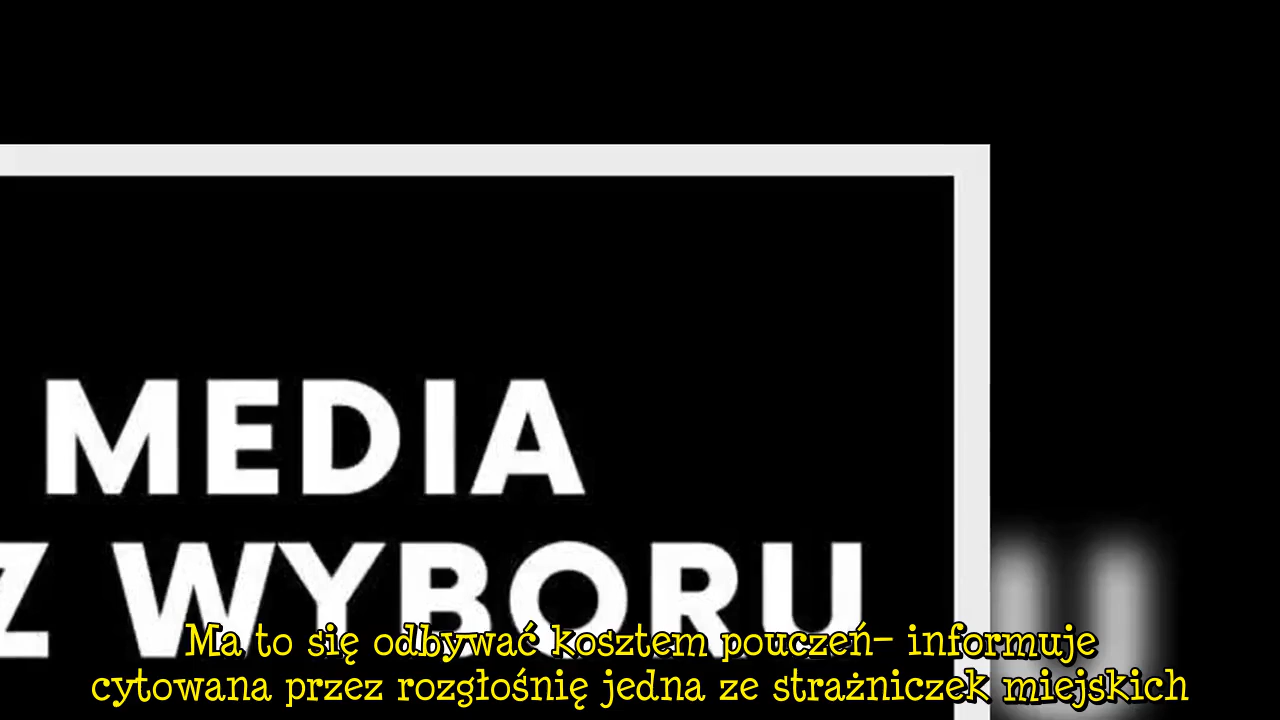 MEDIA
Z WYBORU
Ma to się odbywać kosztem pouczeń- informuje
cytowana przez rozgłośnię jedna ze strażniczek miejskich